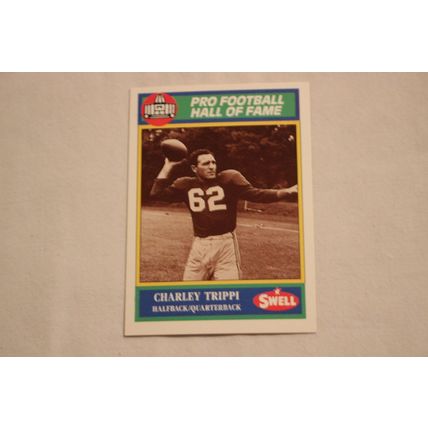 PRO FOOTBALL
HALL OF FAME
62
CHARLEY TRIPPI
HALFBACK/QUARTERBACK
SWELL